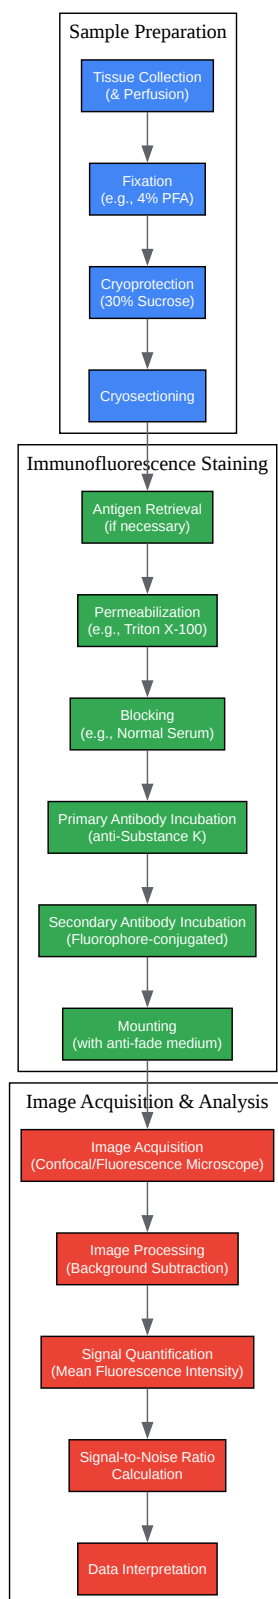 Sample Preparation
Tissue Collection
(& Perfusion)
Fixation
(e.g., 4% PFA)
Cryoprotection
(30% Sucrose)
Cryosectioning
Immunofluorescence Staining
Antigen Retrieval
(if necessary)
Permeabilization
(e.g., Triton X-100)
Blocking
(e.g., Normal Serum)
Primary Antibody Incubation
(anti-Substance K)
Secondary Antibody Incubation
(Fluorophore-conjugated)
Mounting
(with anti-fade medium)
Image Acquisition & Analysis
Image Acquisition
(Confocal/Fluorescence Microscope)
Image Processing
(Background Subtraction)
Signal Quantification
(Mean Fluorescence Intensity)
Signal-to-Noise Ratio
Calculation
Data Interpretation